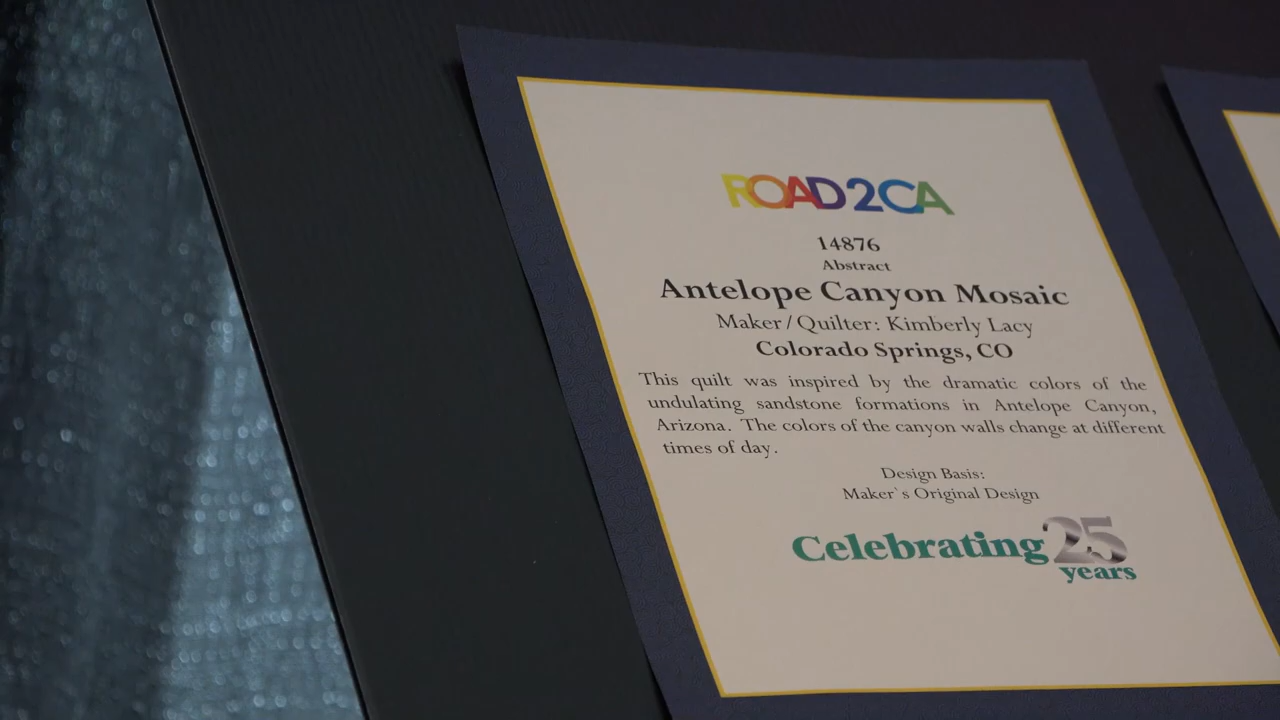 ROAD2CA
14876
Abstract
Antelope Canyon Mosaic
Maker/Quilter: Kimberly Lacy
Colorado Springs, CO
This quilt was inspired by the dramatic colors of the
undulating sandstone formations in Antelope Canyon,
Arizona. The colors of the canyon walls change at different
times of day.
Design Basis:
Maker`s Original Design
Celebrating 25
years